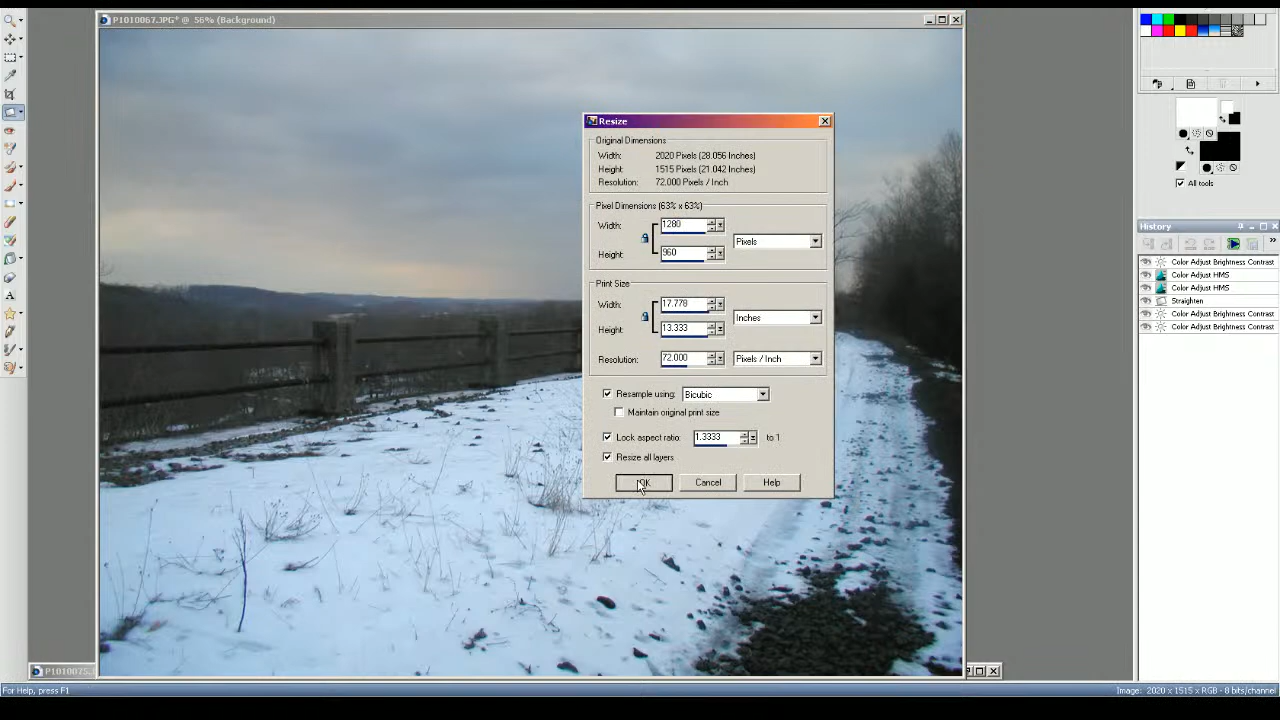 P1010067.JPG* @ 56% (Background)
Resize
Original Dimensions
Width: 2020 Pixels (28.056 Inches)
Height: 1515 Pixels (21.042 Inches)
Resolution: 72.000 Pixels / Inch
Pixel Dimensions (63% x 63%)
Width: 1280
Pixels
Height: 960
Print Size
Width: 17.778
Inches
Height: 13.333
Resolution: 72.000 Pixels / Inch
Resample using: Bicubic
Maintain original print size
Lock aspect ratio: 1.3333 to 1
Resize all layers
OK Cancel Help
All tools
History
Color Adjust Brightness Contrast
Color Adjust HMS
Color Adjust HMS
Straighten
Color Adjust Brightness Contrast
Color Adjust Brightness Contrast
For Help, press F1
Image: 2020 x 1515 x RGB - 8 bits/channel